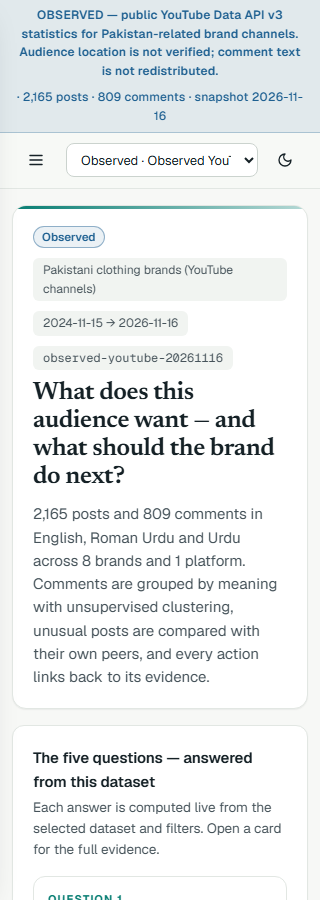 OBSERVED — public YouTube Data API v3
statistics for Pakistan-related brand channels.
Audience location is not verified; comment text
is not redistributed.
· 2,165 posts · 809 comments · snapshot 2026-11-
16
Observed · Observed You
Observed
Pakistani clothing brands (YouTube
channels)
2024-11-15 → 2026-11-16
observed-youtube-20261116
What does this
audience want — and
what should the brand
do next?
2,165 posts and 809 comments in
English, Roman Urdu and Urdu
across 8 brands and 1 platform.
Comments are grouped by meaning
with unsupervised clustering,
unusual posts are compared with
their own peers, and every action
links back to its evidence.
The five questions — answered
from this dataset
Each answer is computed live from the
selected dataset and filters. Open a card
for the full evidence.
QUESTION 1